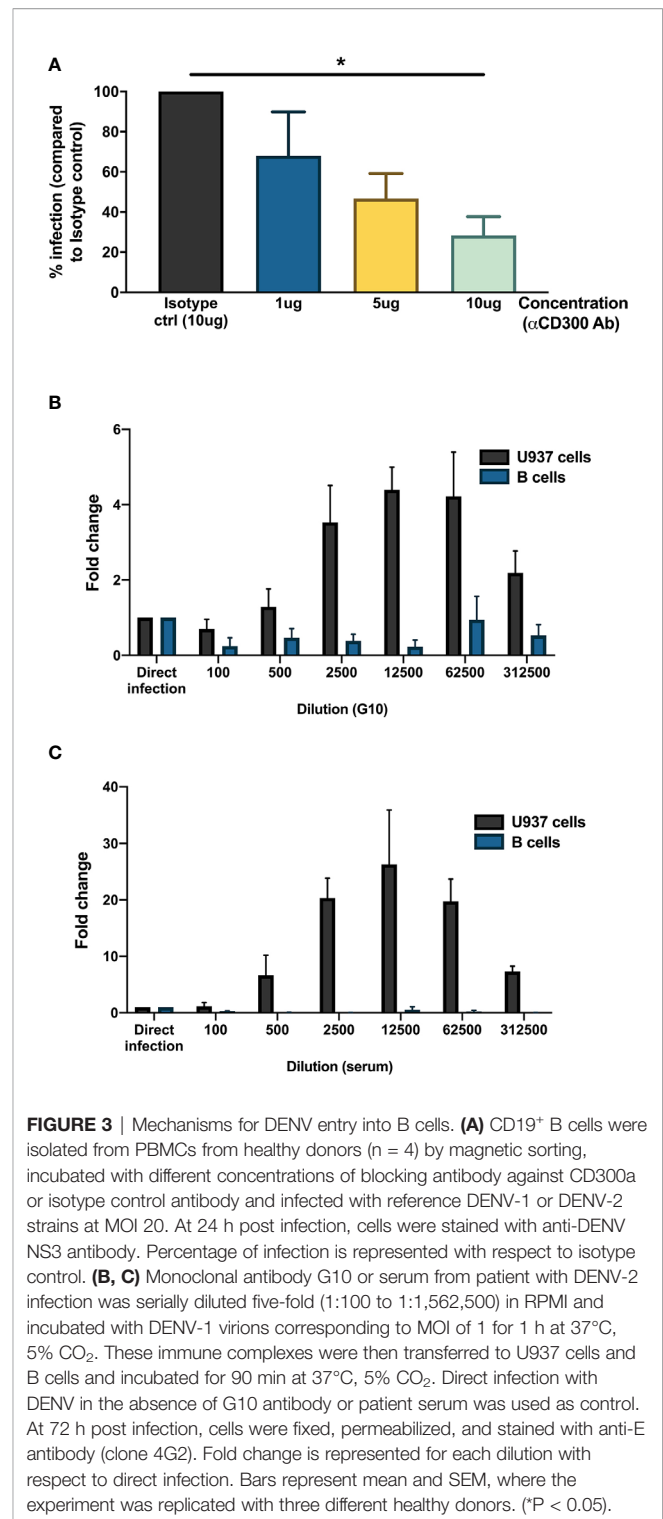 A
*
% infection (compared
to Isotype control)
100
80
60
40
20
0
Isotype
ctrl (10ug)
1ug
5ug
10ug
Concentration
(αCD300 Ab)
B
Fold change
6
4
2
0
U937 cells
B cells
Direct
infection
100
500
2500
12500
62500
312500
Dilution (G10)
C
Fold change
40
30
20
10
0
U937 cells
B cells
Direct
infection
100
500
2500
12500
62500
312500
Dilution (serum)
FIGURE 3 | Mechanisms for DENV entry into B cells. (A) CD19⁺ B cells were
isolated from PBMCs from healthy donors (n = 4) by magnetic sorting,
incubated with different concentrations of blocking antibody against CD300a
or isotype control antibody and infected with reference DENV-1 or DENV-2
strains at MOI 20. At 24 h post infection, cells were stained with anti-DENV
NS3 antibody. Percentage of infection is represented with respect to isotype
control. (B, C) Monoclonal antibody G10 or serum from patient with DENV-2
infection was serially diluted five-fold (1:100 to 1:1,562,500) in RPMI and
incubated with DENV-1 virions corresponding to MOI of 1 for 1 h at 37°C,
5% CO₂. These immune complexes were then transferred to U937 cells and
B cells and incubated for 90 min at 37°C, 5% CO₂. Direct infection with
DENV in the absence of G10 antibody or patient serum was used as control.
At 72 h post infection, cells were fixed, permeabilized, and stained with anti-E
antibody (clone 4G2). Fold change is represented for each dilution with
respect to direct infection. Bars represent mean and SEM, where the
experiment was replicated with three different healthy donors. (*P < 0.05).